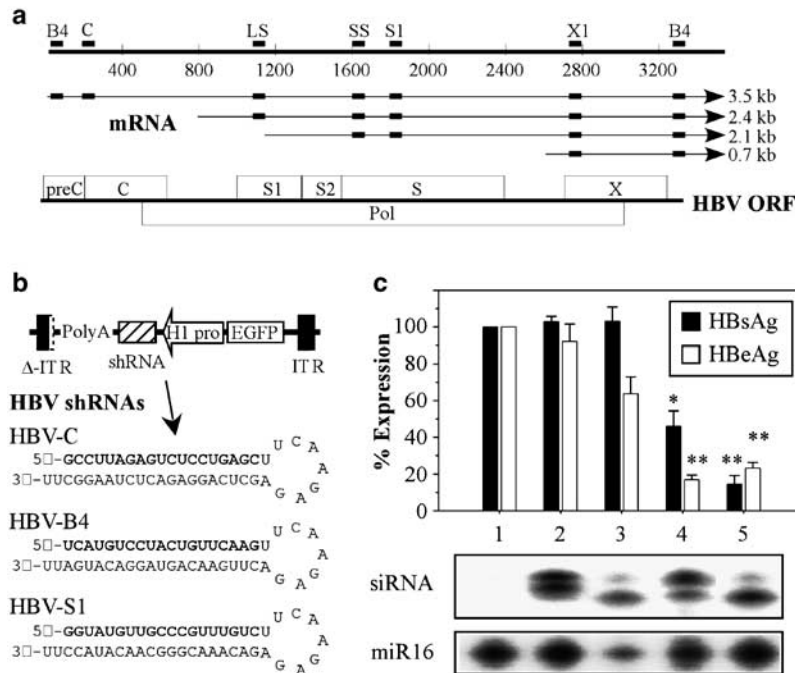 a
B4 C LS SS S1 X1 B4
400 800 1200 1600 2000 2400 2800 3200
3.5 kb
mRNA
2.4 kb
2.1 kb
0.7 kb
preC C S1 S2 S X
HBV ORF
Pol
b
PolyA H1 pro EGFP
Δ-ITR shRNA ITR
HBV shRNAs
HBV-C
5□-GCCUUAGAGUCUCCUGAGCU UCAAGAGA
3□-UUCGGAAUCUCAGAGGACUCGA
HBV-B4
5□-UCAUGUCCUACUGUUCAAGU UCAAGAGA
3□-UUAGUACAGGAUGACAAGUUCA
HBV-S1
5□-GGUAUGUUGCCCGUUUGUCU UCAAGAGA
3□-UUCCAUACAACGGGCAAACAGA
c
% Expression
100
80
60
40
20
0
HBsAg
HBeAg
* ** ** **
1 2 3 4 5
siRNA
miR16